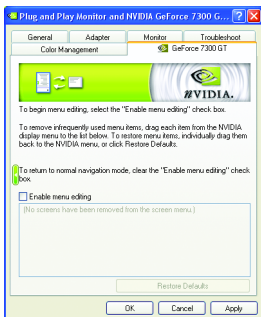 Plug and Play Monitor and NVIDIA GeForce 7300 G...
General Adapter Monitor Troubleshoot
Color Management GeForce 7300 GT
NVIDIA.
To begin menu editing, select the "Enable menu editing" check box.
To remove infrequently used menu items, drag each item from the NVIDIA
display menu to the list below. To restore menu items, individually drag them
back to the NVIDIA menu, or click Restore Defaults.
To return to normal navigation mode, clear the "Enable menu editing" check
box.
Enable menu editing
(No screens have been removed from the screen menu.)
Restore Defaults
OK Cancel Apply